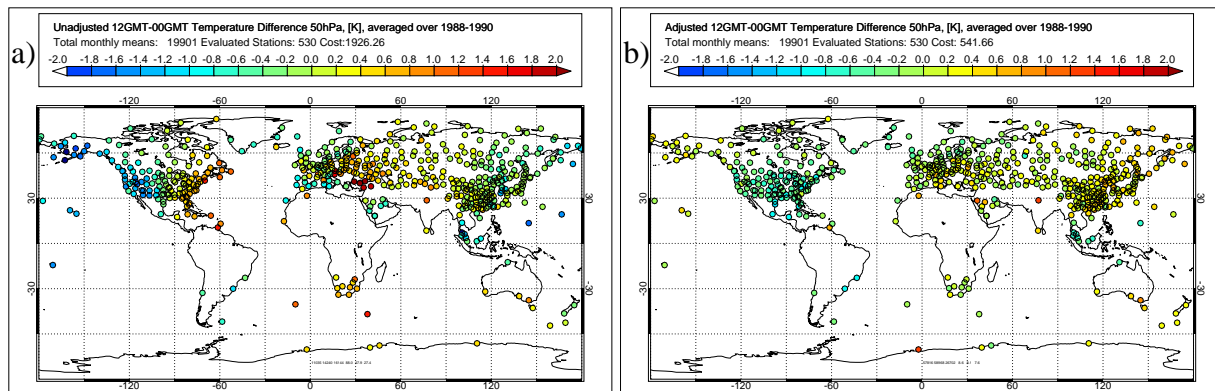 a)
Unadjusted 12GMT-00GMT Temperature Difference 50hPa, [K], averaged over 1988-1990
Total monthly means: 19901 Evaluated Stations: 530 Cost:1926.26
-2.0 -1.8 -1.6 -1.4 -1.2 -1.0 -0.8 -0.6 -0.4 -0.2 0.0 0.2 0.4 0.6 0.8 1.0 1.2 1.4 1.6 1.8 2.0
-120 -60 0 60 120
30 30
-30 -30
-120 -60 0 60 120
b)
Adjusted 12GMT-00GMT Temperature Difference 50hPa, [K], averaged over 1988-1990
Total monthly means: 19901 Evaluated Stations: 530 Cost: 541.66
-2.0 -1.8 -1.6 -1.4 -1.2 -1.0 -0.8 -0.6 -0.4 -0.2 0.0 0.2 0.4 0.6 0.8 1.0 1.2 1.4 1.6 1.8 2.0
-120 -60 0 60 120
30 30
-30 -30
-120 -60 0 60 120